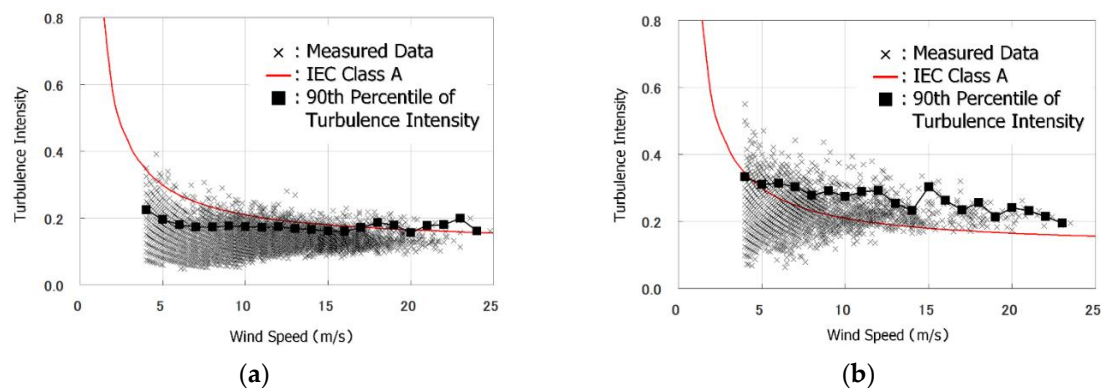 0.8
0.6
0.4
0.2
0.0
Turbulence Intensity
× : Measured Data
: IEC Class A
: 90th Percentile of
Turbulence Intensity
0 5 10 15 20 25
Wind Speed (m/s)
(a)
0.8
0.6
0.4
0.2
0.0
Turbulence Intensity
× : Measured Data
: IEC Class A
: 90th Percentile of
Turbulence Intensity
0 5 10 15 20 25
Wind Speed (m/s)
(b)